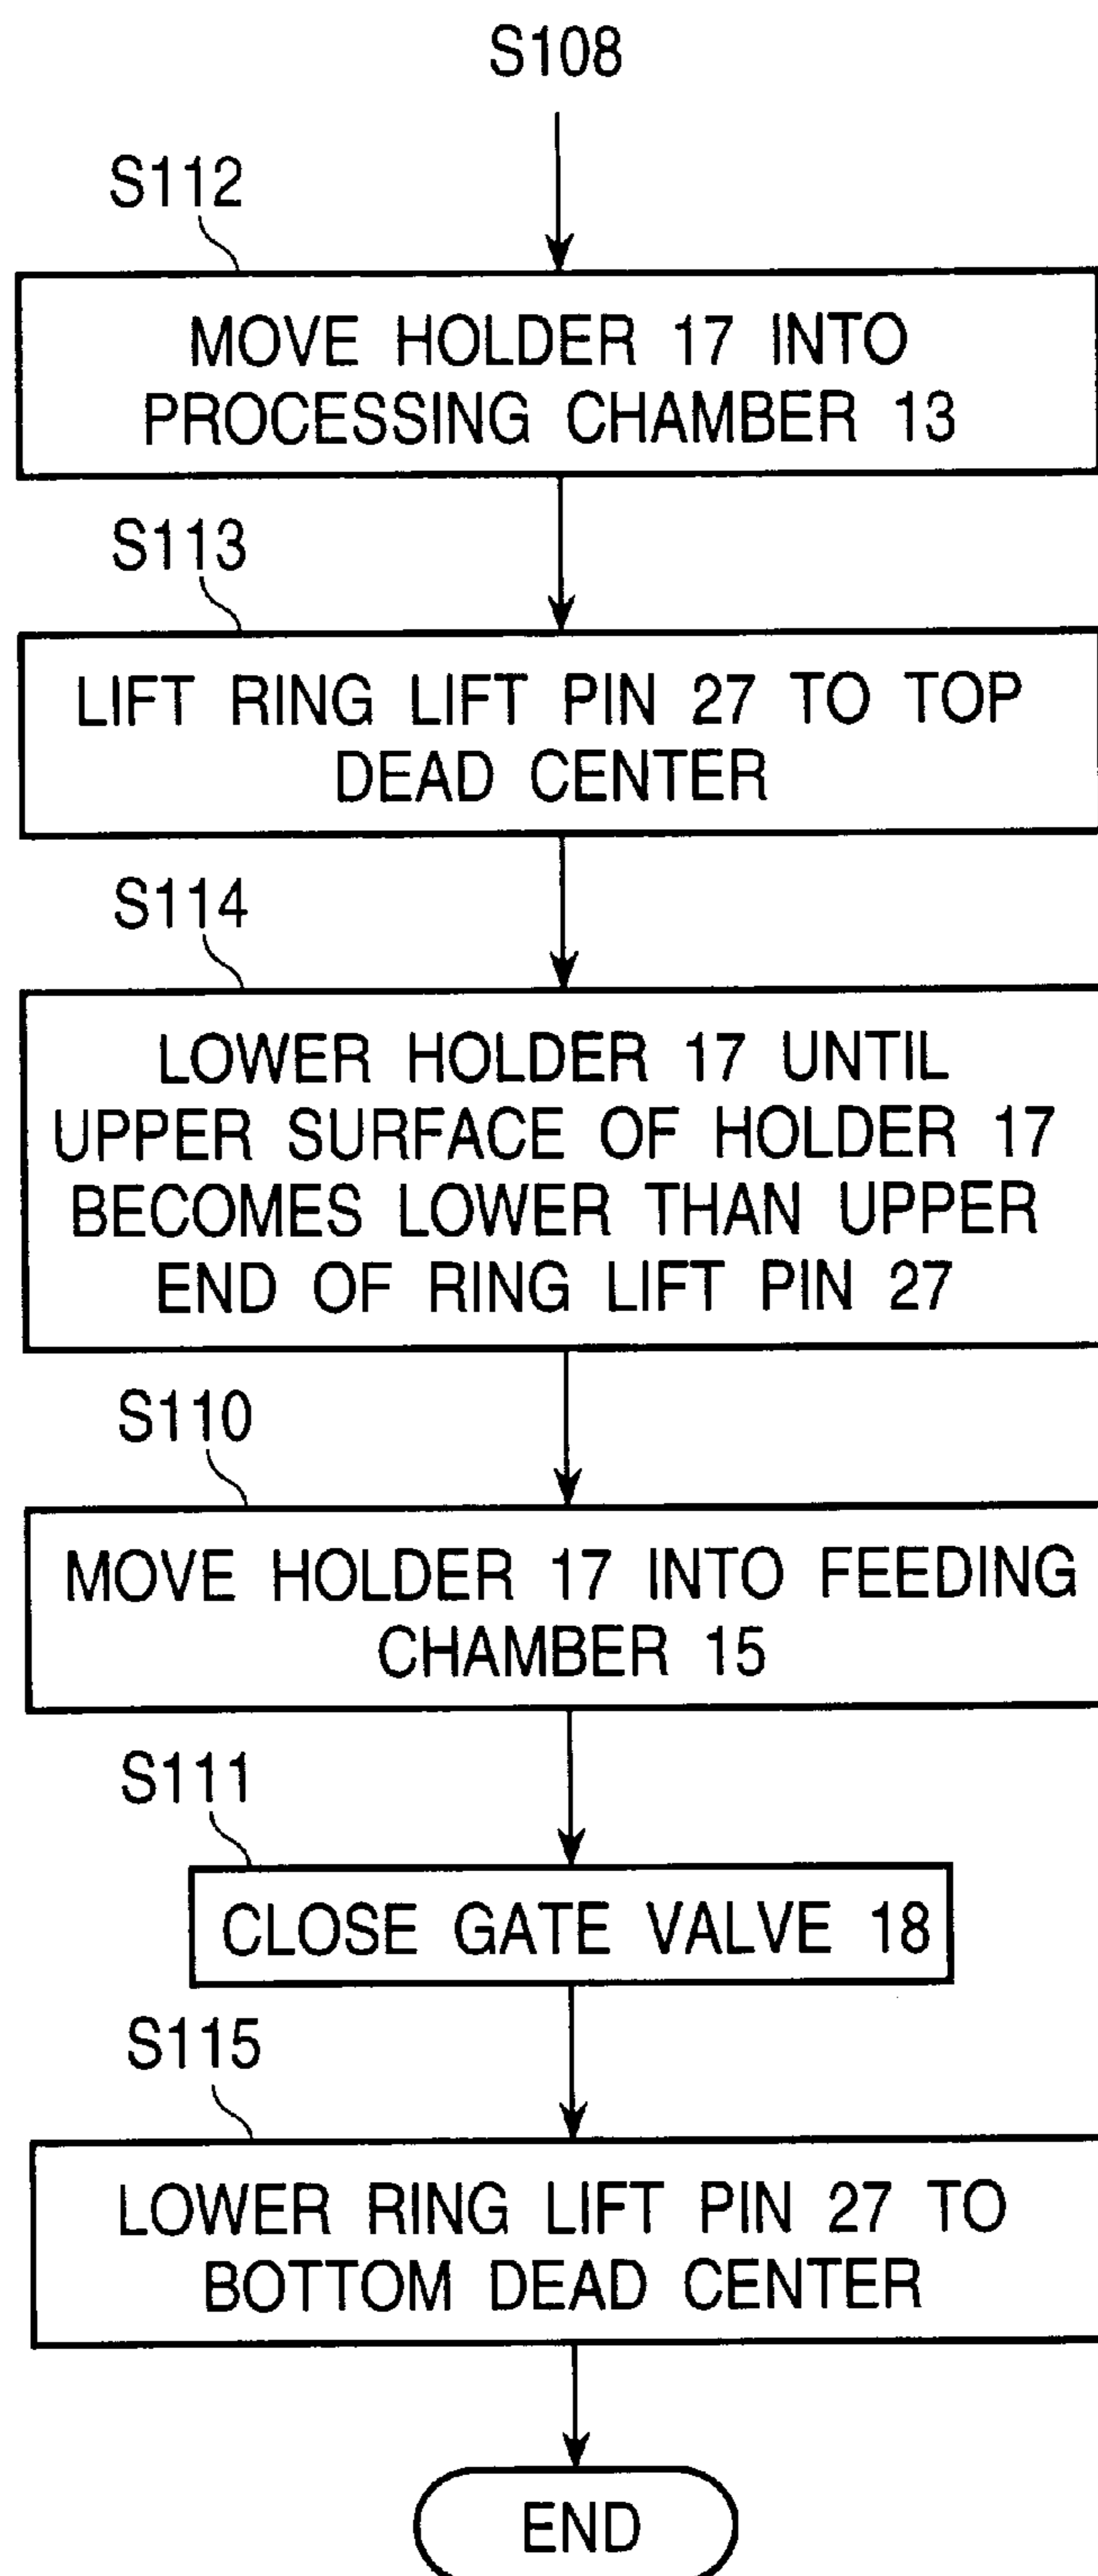 S108
S112
MOVE HOLDER 17 INTO
PROCESSING CHAMBER 13
S113
LIFT RING LIFT PIN 27 TO TOP
DEAD CENTER
S114
LOWER HOLDER 17 UNTIL
UPPER SURFACE OF HOLDER 17
BECOMES LOWER THAN UPPER
END OF RING LIFT PIN 27
S110
MOVE HOLDER 17 INTO FEEDING
CHAMBER 15
S111
CLOSE GATE VALVE 18
S115
LOWER RING LIFT PIN 27 TO
BOTTOM DEAD CENTER
END